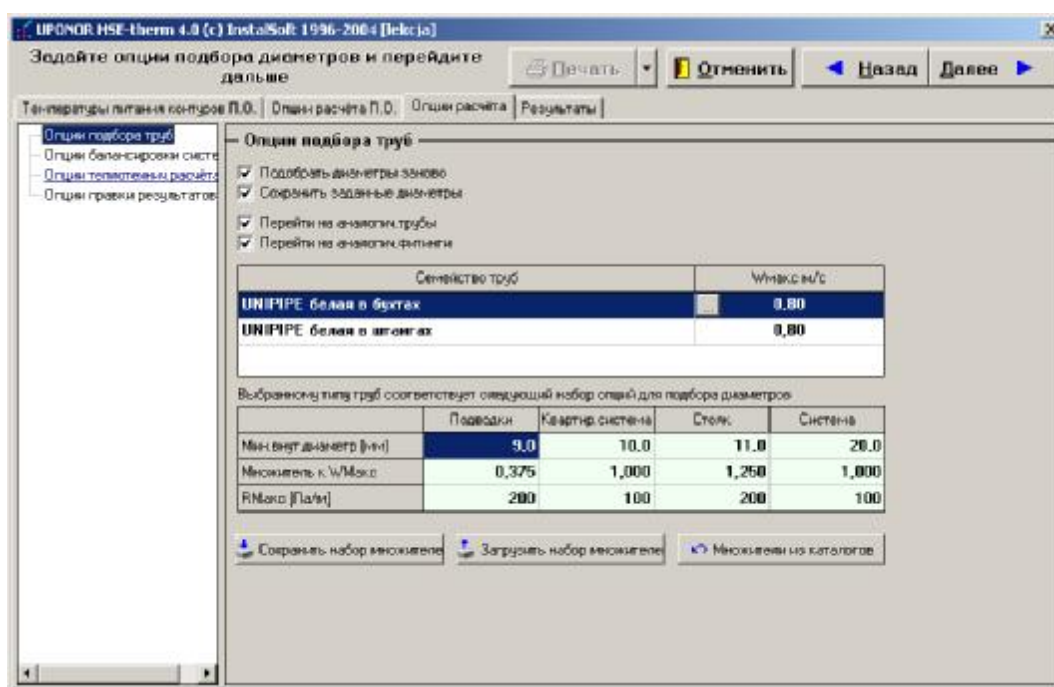 UPONOR HSE-therm 4.0 (c) InstalSoft 1996-2004 [lekcja]
Задайте опции подбора диаметров и перейдите
дальше
Печать
Отменить
Назад
Далее
Температуры питания контуров П.О.
Опции расчёта П.О.
Опции расчёта
Результаты
Опции подбора труб
Опции балансировки систе
Опции теплотехнич.расчёта
Опции правки результатов
Опции подбора труб
Подобрать диаметры заново
Сохранить заданные диаметры
Перейти на аналогич.трубы
Перейти на аналогич.фитинги
Семейство труб
Wмакс м/с
UNIPIPE белая в бухтах
...
0,80
UNIPIPE белая в штангах
0,80
Выбранному типу труб соответствует следующий набор опций для подбора диаметров
Подводки
Квартир.система
Стояк
Система
Мин.внут.диаметр [мм]
9.0
10.0
11.0
20.0
Множитель к WМакс
0,375
1,000
1,250
1,000
RМакс [Па/м]
200
100
200
100
Сохранить набор множителе
Загрузить набор множителе
Множители из каталогов